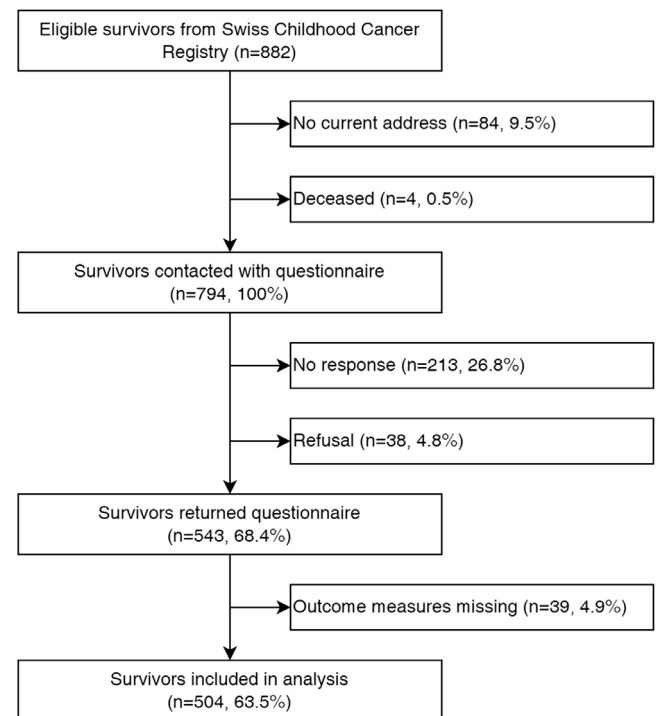 Eligible survivors from Swiss Childhood Cancer
Registry (n=882)
No current address (n=84, 9.5%)
Deceased (n=4, 0.5%)
Survivors contacted with questionnaire
(n=794, 100%)
No response (n=213, 26.8%)
Refusal (n=38, 4.8%)
Survivors returned questionnaire
(n=543, 68.4%)
Outcome measures missing (n=39, 4.9%)
Survivors included in analysis
(n=504, 63.5%)